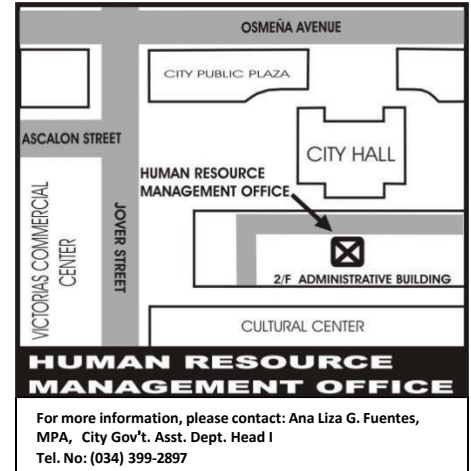 OSMEÑA AVENUE
CITY PUBLIC PLAZA
ASCALON STREET
CITY HALL
HUMAN RESOURCE
MANAGEMENT OFFICE
VICTORIAS COMMERCIAL
CENTER
JOVER STREET
2/F ADMINISTRATIVE BUILDING
CULTURAL CENTER
HUMAN RESOURCE
MANAGEMENT OFFICE
For more information, please contact: Ana Liza G. Fuentes,
MPA, City Gov't. Asst. Dept. Head I
Tel. No: (034) 399-2897